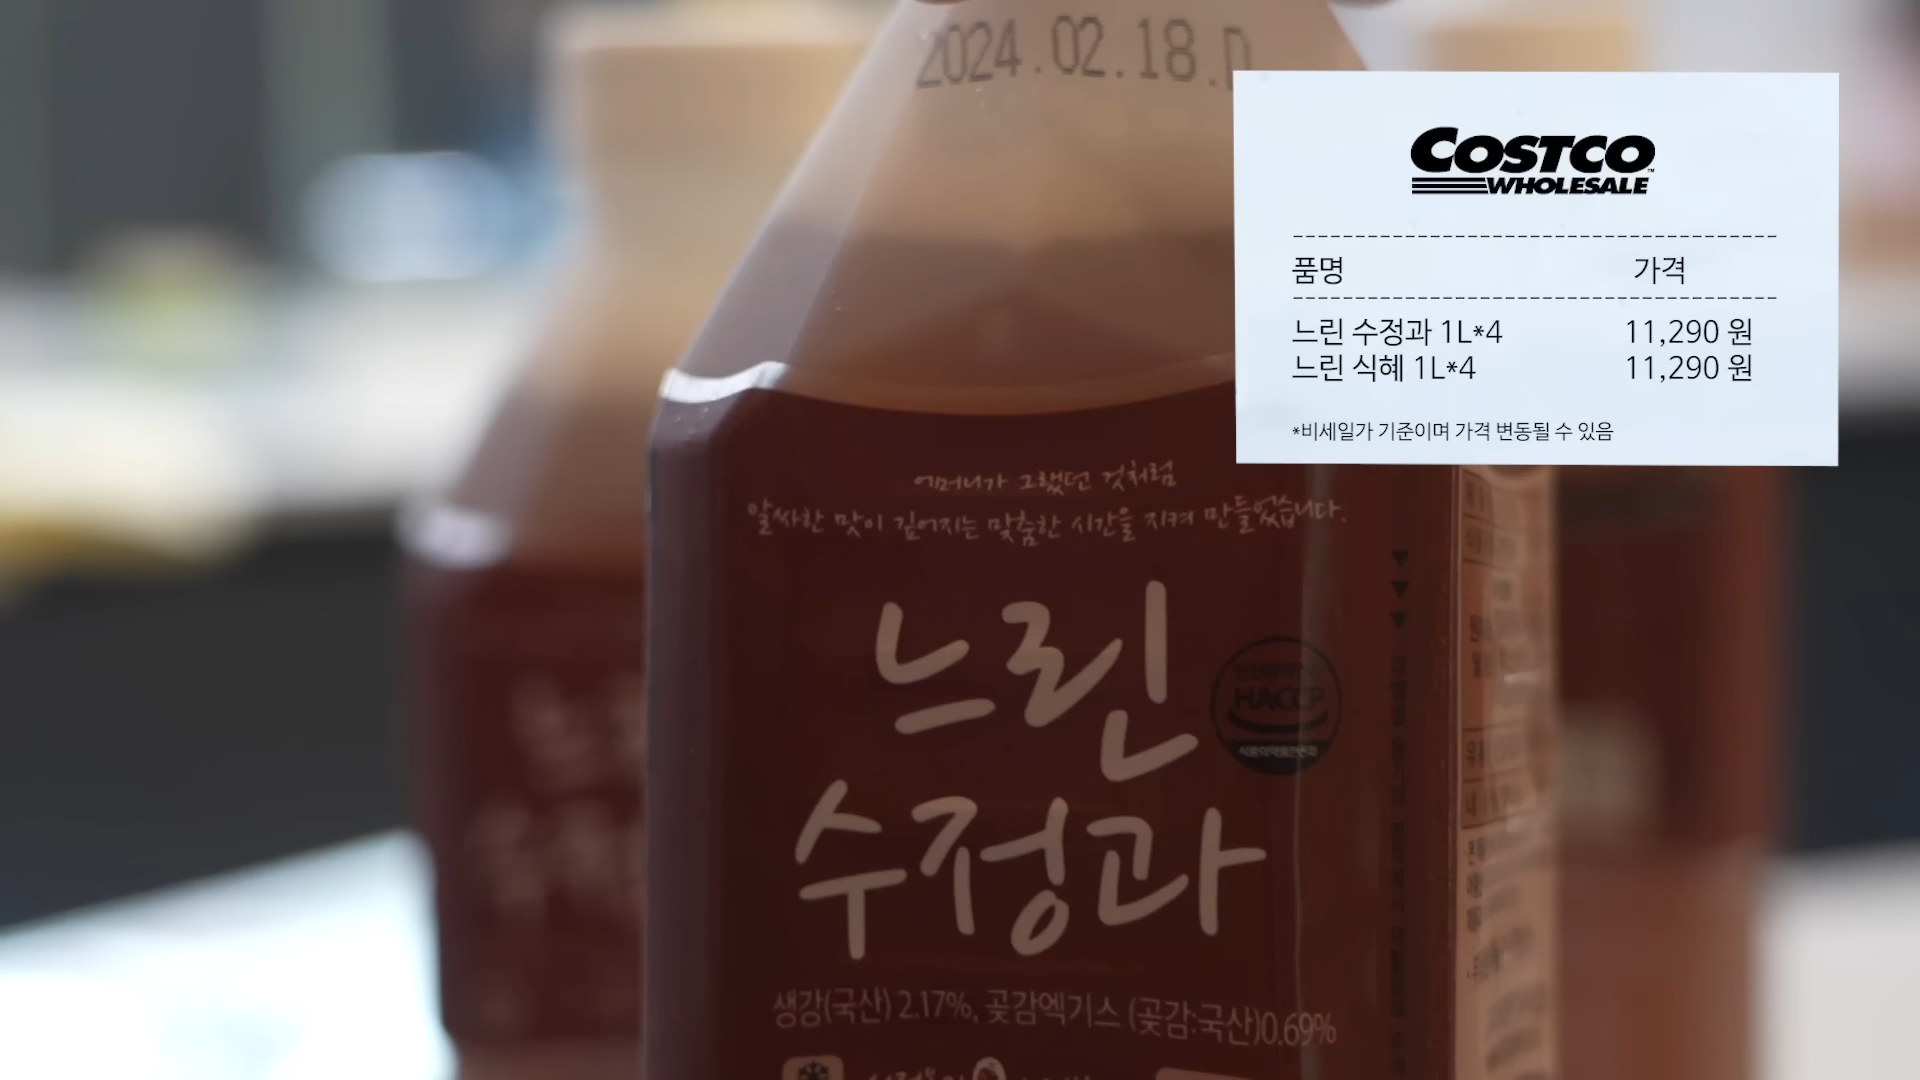 2024.02.18.D
COSTCO
WHOLESALE
품명 가격
느린 수정과 1L*4 11,290 원
느린 식혜 1L*4 11,290 원
*비세일가 기준이며 가격 변동될 수 있음
어머니가 그랬던 것처럼
알싸한 맛이 깊어지는 맞춤한 시간을 지켜 만들었습니다.
느린
수정과
HACCP
생강(국산) 2.17%, 곶감엑기스 (곶감:국산)0.69%